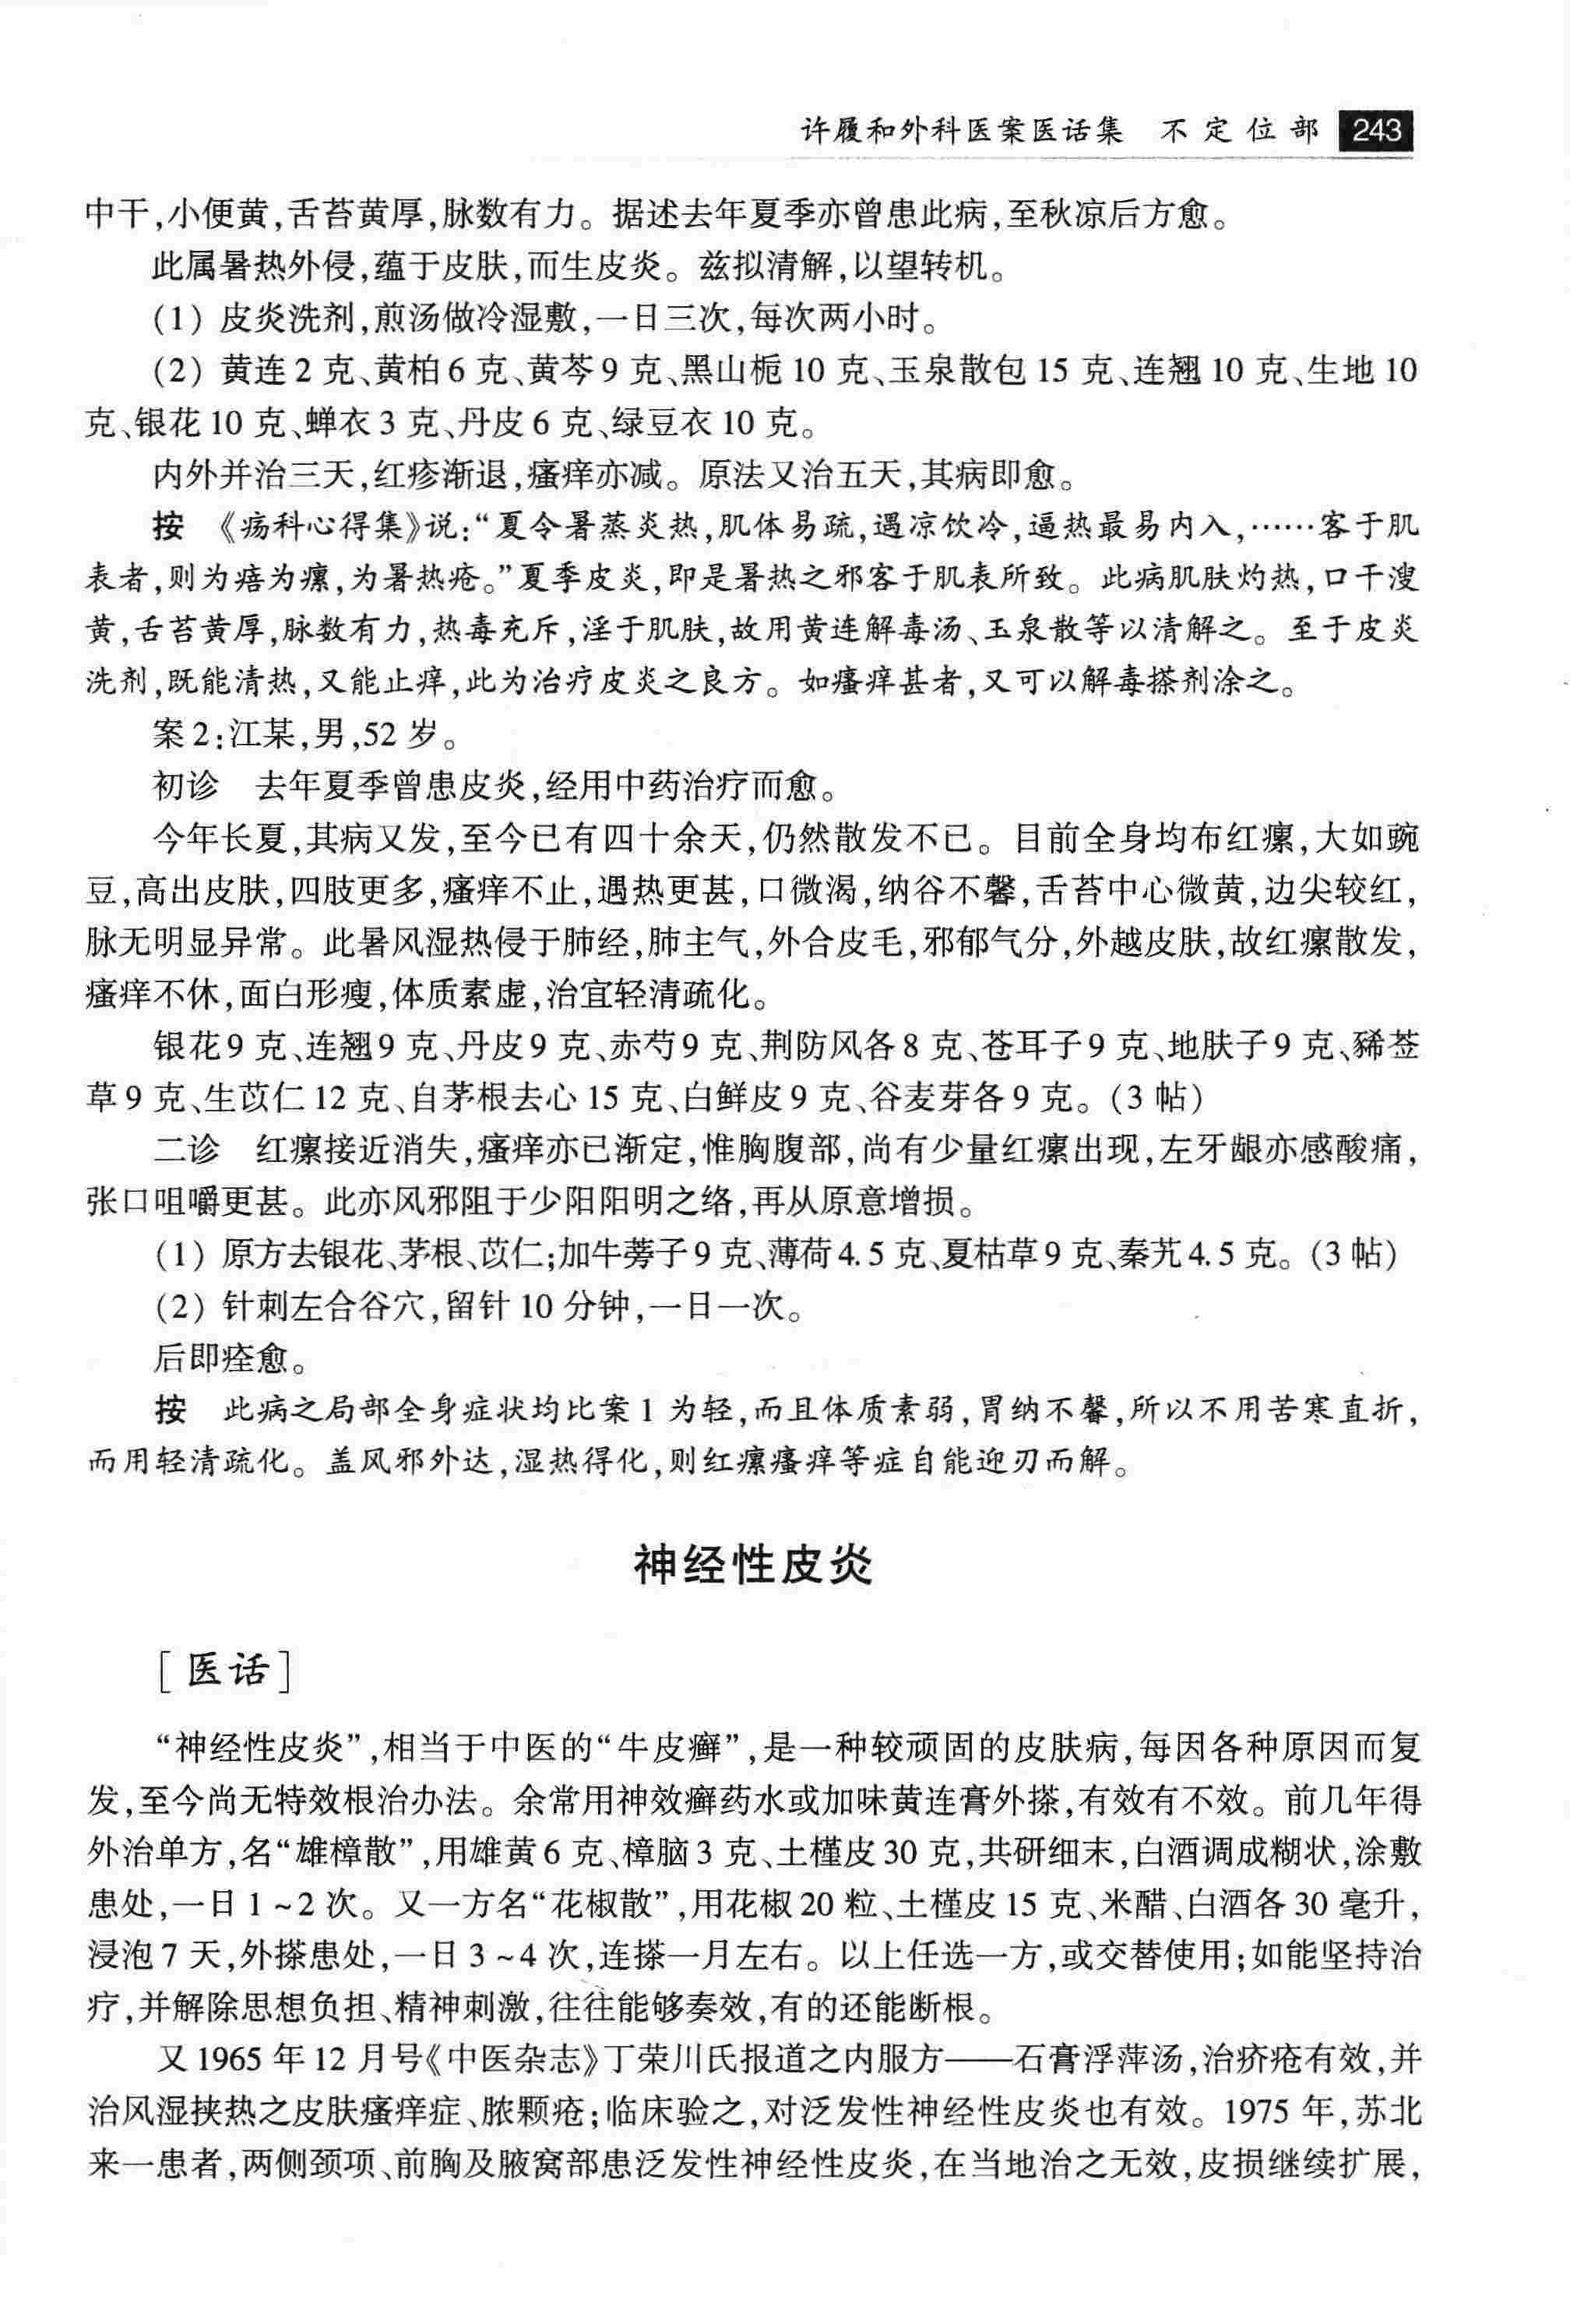 许履和外科医案医话集 不定位部 243
中干,小便黄,舌苔黄厚,脉数有力。据述去年夏季亦曾患此病,至秋凉后方愈。
此属暑热外侵,蕴于皮肤,而生皮炎。兹拟清解,以望转机。
(1) 皮炎洗剂,煎汤做冷湿敷,一日三次,每次两小时。
(2) 黄连2克、黄柏6克、黄芩9克、黑山栀10克、玉泉散包15克、连翘10克、生地10
克、银花10克、蝉衣3克、丹皮6克、绿豆衣10克。
内外并治三天,红疹渐退,瘙痒亦减。原法又治五天,其病即愈。
按 《疡科心得集》说:“夏令暑蒸炎热,肌体易疏,遇凉饮冷,逼热最易内入,……客于肌
表者,则为㾦为瘰,为暑热疮。”夏季皮炎,即是暑热之邪客于肌表所致。此病肌肤灼热,口干溲
黄,舌苔黄厚,脉数有力,热毒充斥,淫于肌肤,故用黄连解毒汤、玉泉散等以清解之。至于皮炎
洗剂,既能清热,又能止痒,此为治疗皮炎之良方。如瘙痒甚者,又可以解毒搽剂涂之。
案2:江某,男,52岁。
初诊 去年夏季曾患皮炎,经用中药治疗而愈。
今年长夏,其病又发,至今已有四十余天,仍然散发不已。目前全身均布红瘰,大如豌
豆,高出皮肤,四肢更多,瘙痒不止,遇热更甚,口微渴,纳谷不馨,舌苔中心微黄,边尖较红,
脉无明显异常。此暑风湿热侵于肺经,肺主气,外合皮毛,邪郁气分,外越皮肤,故红瘰散发,
瘙痒不休,面白形瘦,体质素虚,治宜轻清疏化。
银花9克、连翘9克、丹皮9克、赤芍9克、荆防风各8克、苍耳子9克、地肤子9克、豨莶
草9克、生苡仁12克、自茅根去心15克、白鲜皮9克、谷麦芽各9克。(3帖)
二诊 红瘰接近消失,瘙痒亦已渐定,惟胸腹部,尚有少量红瘰出现,左牙龈亦感酸痛,
张口咀嚼更甚。此亦风邪阻于少阳阳明之络,再从原意增损。
(1) 原方去银花、茅根、苡仁;加牛蒡子9克、薄荷4.5克、夏枯草9克、秦艽4.5克。(3帖)
(2) 针刺左合谷穴,留针10分钟,一日一次。
后即痊愈。
按 此病之局部全身症状均比案1为轻,而且体质素弱,胃纳不馨,所以不用苦寒直折,
而用轻清疏化。盖风邪外达,湿热得化,则红瘰瘙痒等症自能迎刃而解。
神经性皮炎
[医话]
“神经性皮炎”,相当于中医的“牛皮癣”,是一种较顽固的皮肤病,每因各种原因而复
发,至今尚无特效根治办法。余常用神效癣药水或加味黄连膏外搽,有效有不效。前几年得
外治单方,名“雄樟散”,用雄黄6克、樟脑3克、土槿皮30克,共研细末,白酒调成糊状,涂敷
患处,一日1~2次。又一方名“花椒散”,用花椒20粒、土槿皮15克、米醋、白酒各30毫升,
浸泡7天,外搽患处,一日3~4次,连搽一月左右。以上任选一方,或交替使用;如能坚持治
疗,并解除思想负担、精神刺激,往往能够奏效,有的还能断根。
又1965年12月号《中医杂志》丁荣川氏报道之内服方——石膏浮萍汤,治疥疮有效,并
治风湿挟热之皮肤瘙痒症、脓颗疮;临床验之,对泛发性神经性皮炎也有效。1975年,苏北
来一患者,两侧颈项、前胸及腋窝部患泛发性神经性皮炎,在当地治之无效,皮损继续扩展,